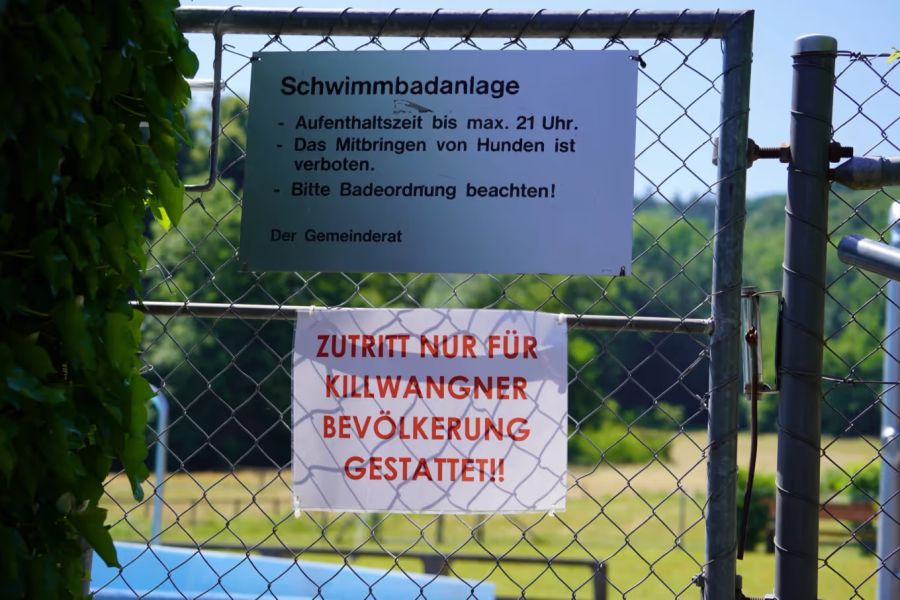 Schwimmbadanlage
- Aufenthaltszeit bis max. 21 Uhr.
- Das Mitbringen von Hunden ist
verboten.
- Bitte Badeordnung beachten!
Der Gemeinderat
ZUTRITT NUR FÜR
KILLWANGNER
BEVÖLKERUNG
GESTATTET!!